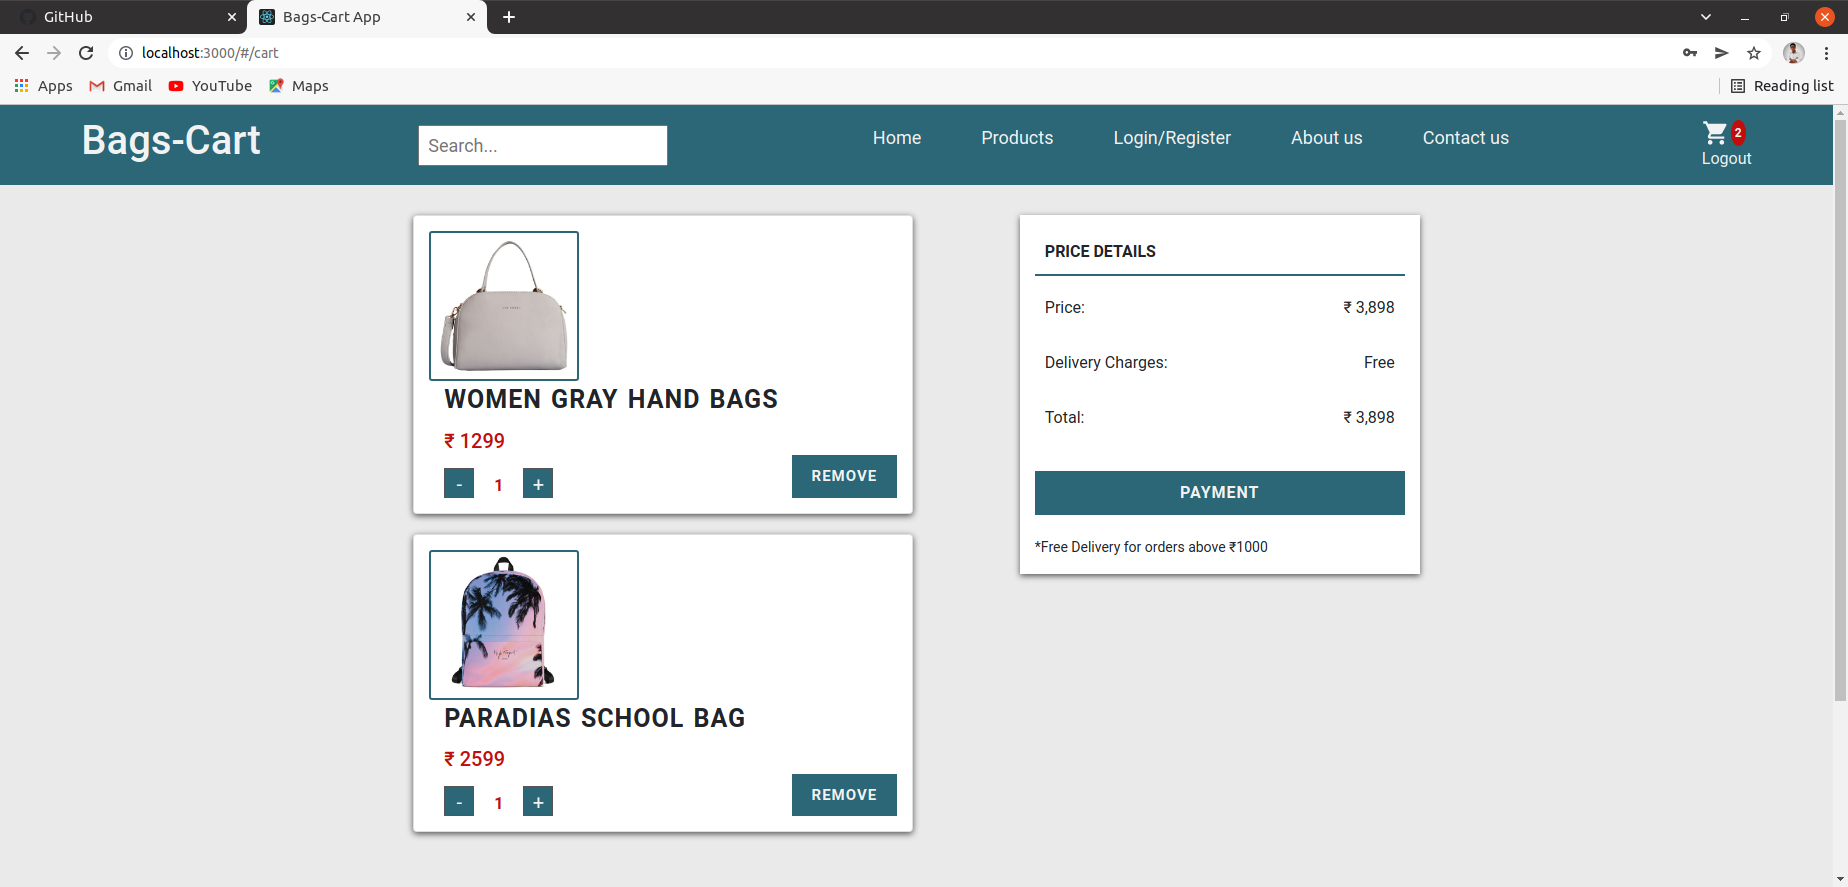 GitHub
Bags-Cart App
localhost:3000/#/cart
Apps Gmail YouTube Maps
Reading list
Bags-Cart
Search...
Home Products Login/Register About us Contact us
2
Logout
WOMEN GRAY HAND BAGS
₹ 1299
- 1 +
REMOVE
PARADIAS SCHOOL BAG
₹ 2599
- 1 +
REMOVE
PRICE DETAILS
Price: ₹ 3,898
Delivery Charges: Free
Total: ₹ 3,898
PAYMENT
*Free Delivery for orders above ₹1000